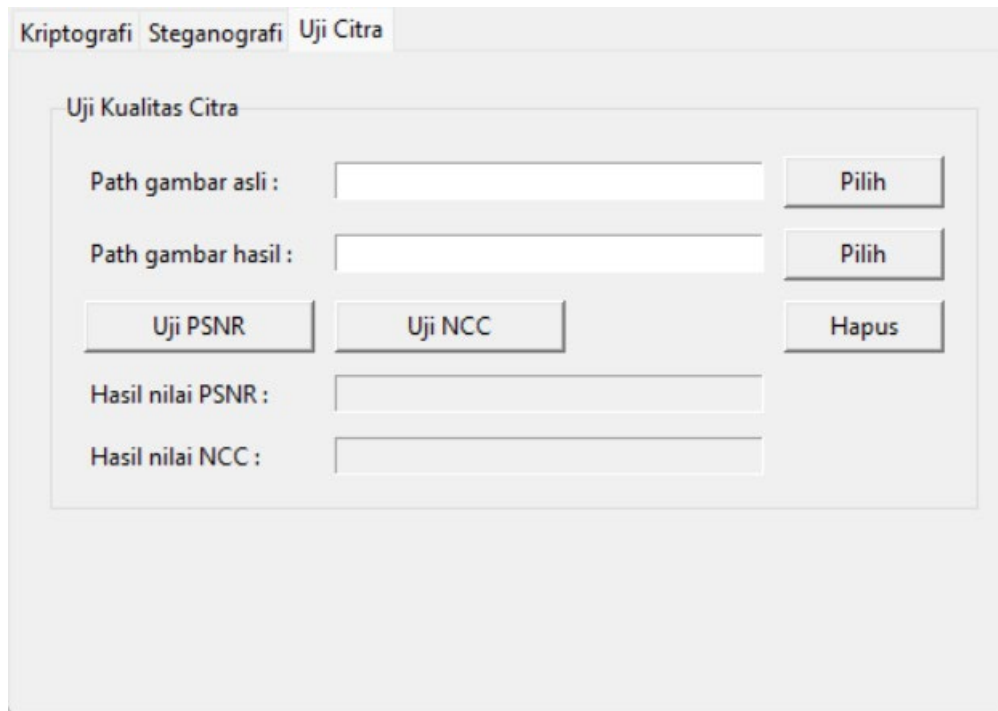 Kriptografi Steganografi Uji Citra
Uji Kualitas Citra
Path gambar asli : Pilih
Path gambar hasil : Pilih
Uji PSNR Uji NCC Hapus
Hasil nilai PSNR :
Hasil nilai NCC :